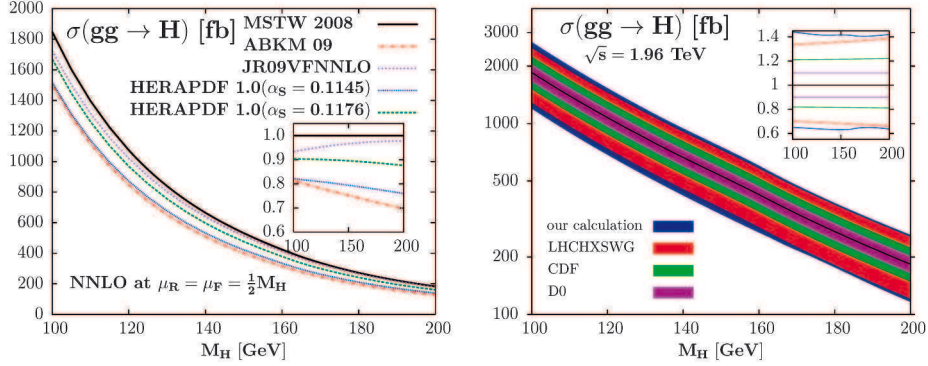 σ(gg → H) [fb]
MSTW 2008
ABKM 09
JR09VFNNLO
HERAPDF 1.0(αS = 0.1145)
HERAPDF 1.0(αS = 0.1176)
2000
1800
1600
1400
1200
1000
800
600
400
200
0
1.0
0.9
0.8
0.7
0.6
100 150 200
NNLO at μR = μF = ½MH
100 120 140 160 180 200
MH [GeV]
σ(gg → H) [fb]
√s = 1.96 TeV
3000
2000
1000
500
200
100
1.4
1.2
1.0
0.8
0.6
100 150 200
our calculation
LHCHXSWG
CDF
D0
100 120 140 160 180 200
MH [GeV]